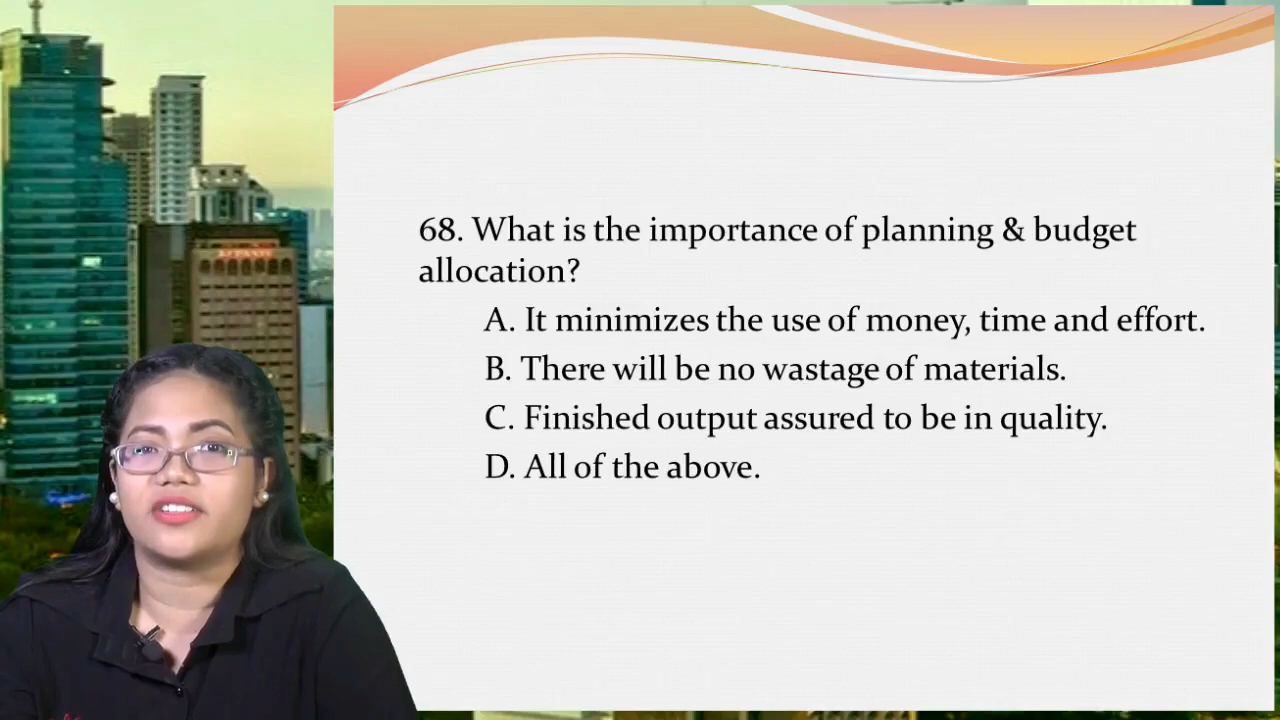 68. What is the importance of planning & budget
allocation?
A. It minimizes the use of money, time and effort.
B. There will be no wastage of materials.
C. Finished output assured to be in quality.
D. All of the above.